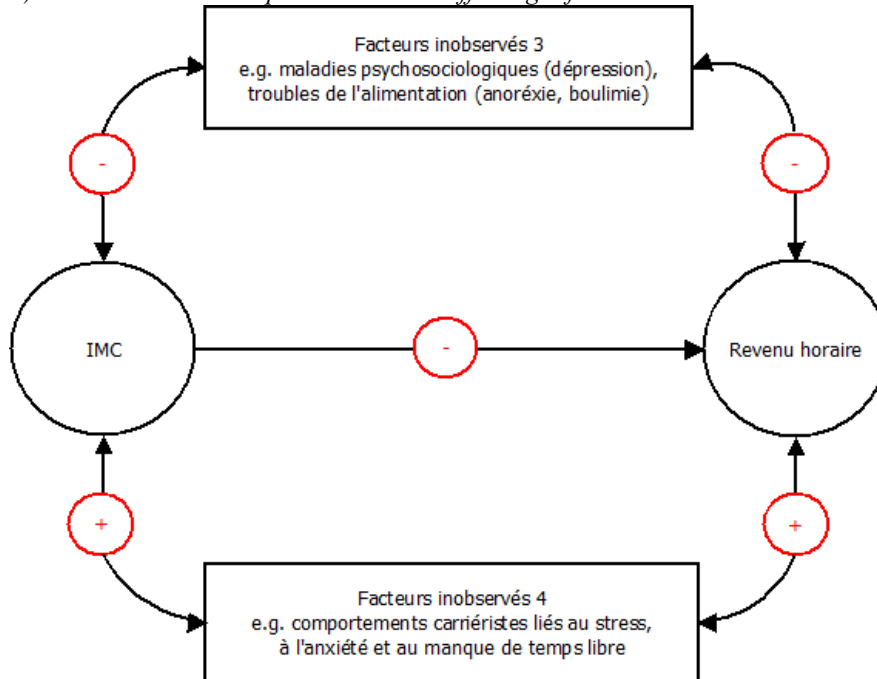 Facteurs inobservés 3
e.g. maladies psychosociologiques (dépression),
troubles de l'alimentation (anoréxie, boulimie)
-
-
IMC
-
Revenu horaire
+
+
Facteurs inobservés 4
e.g. comportements carriéristes liés au stress,
à l'anxiété et au manque de temps libre